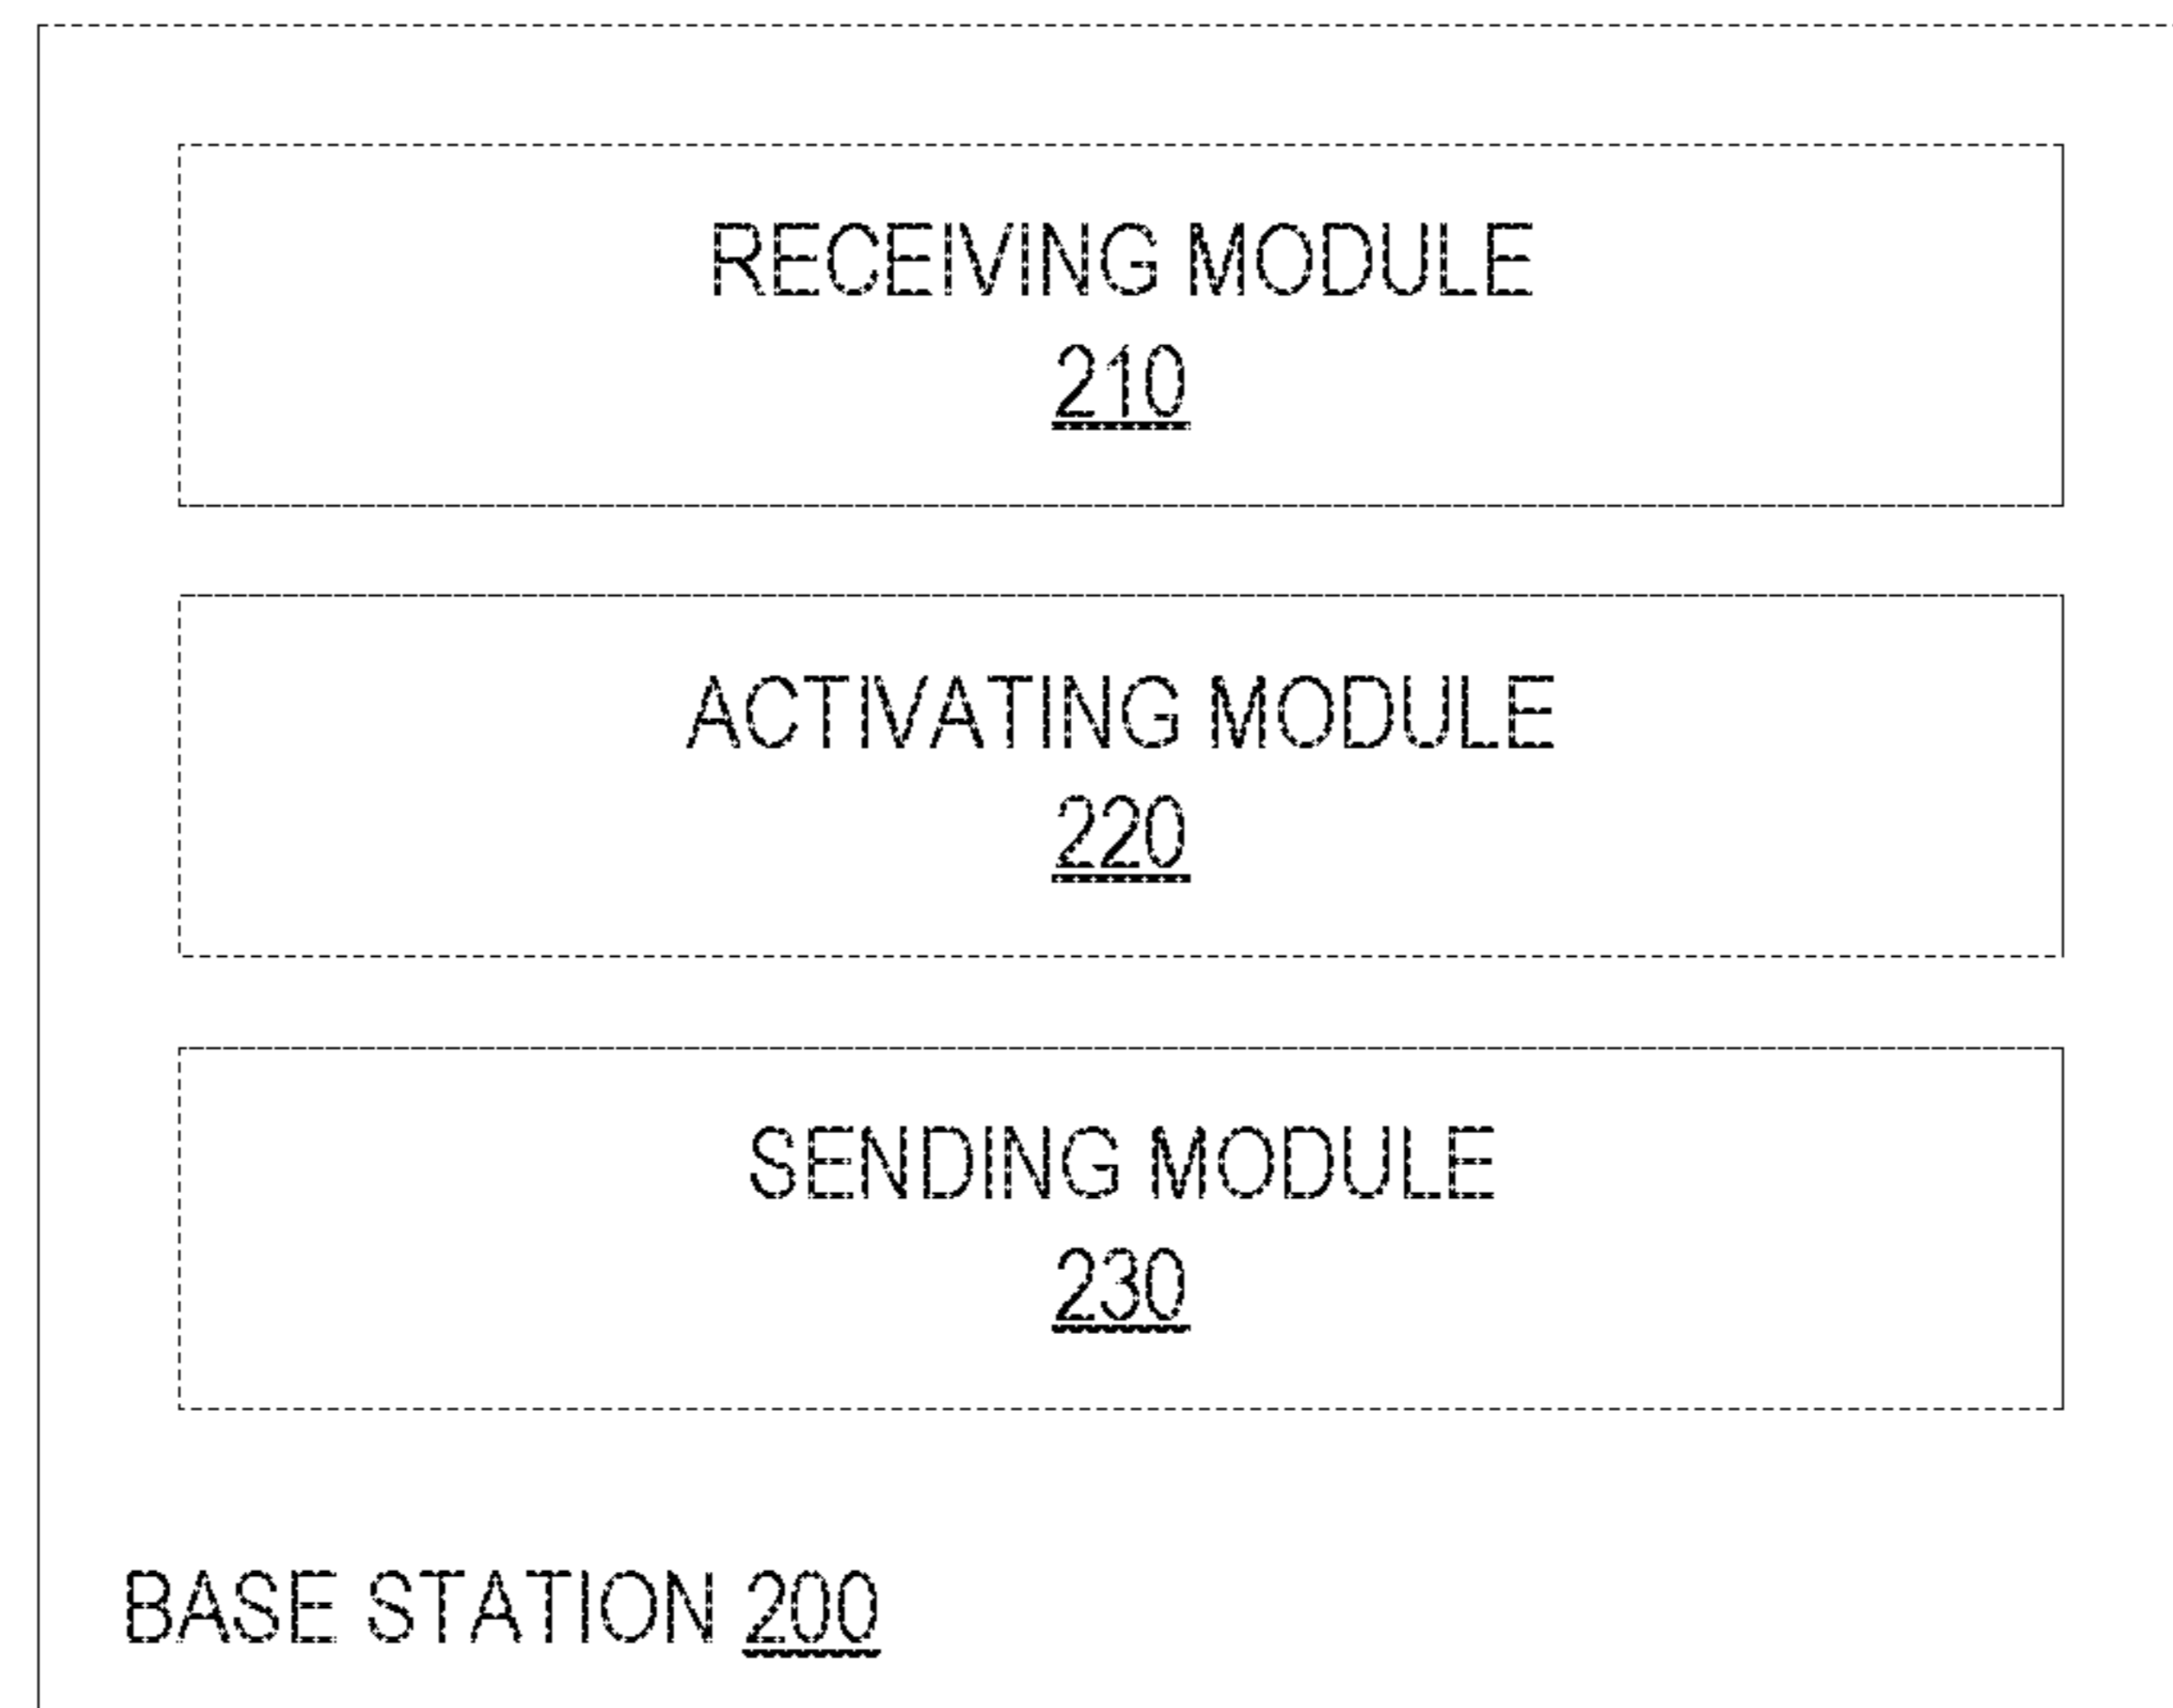 RECEIVING MODULE
210
ACTIVATING MODULE
220
SENDING MODULE
230
BASE STATION 200